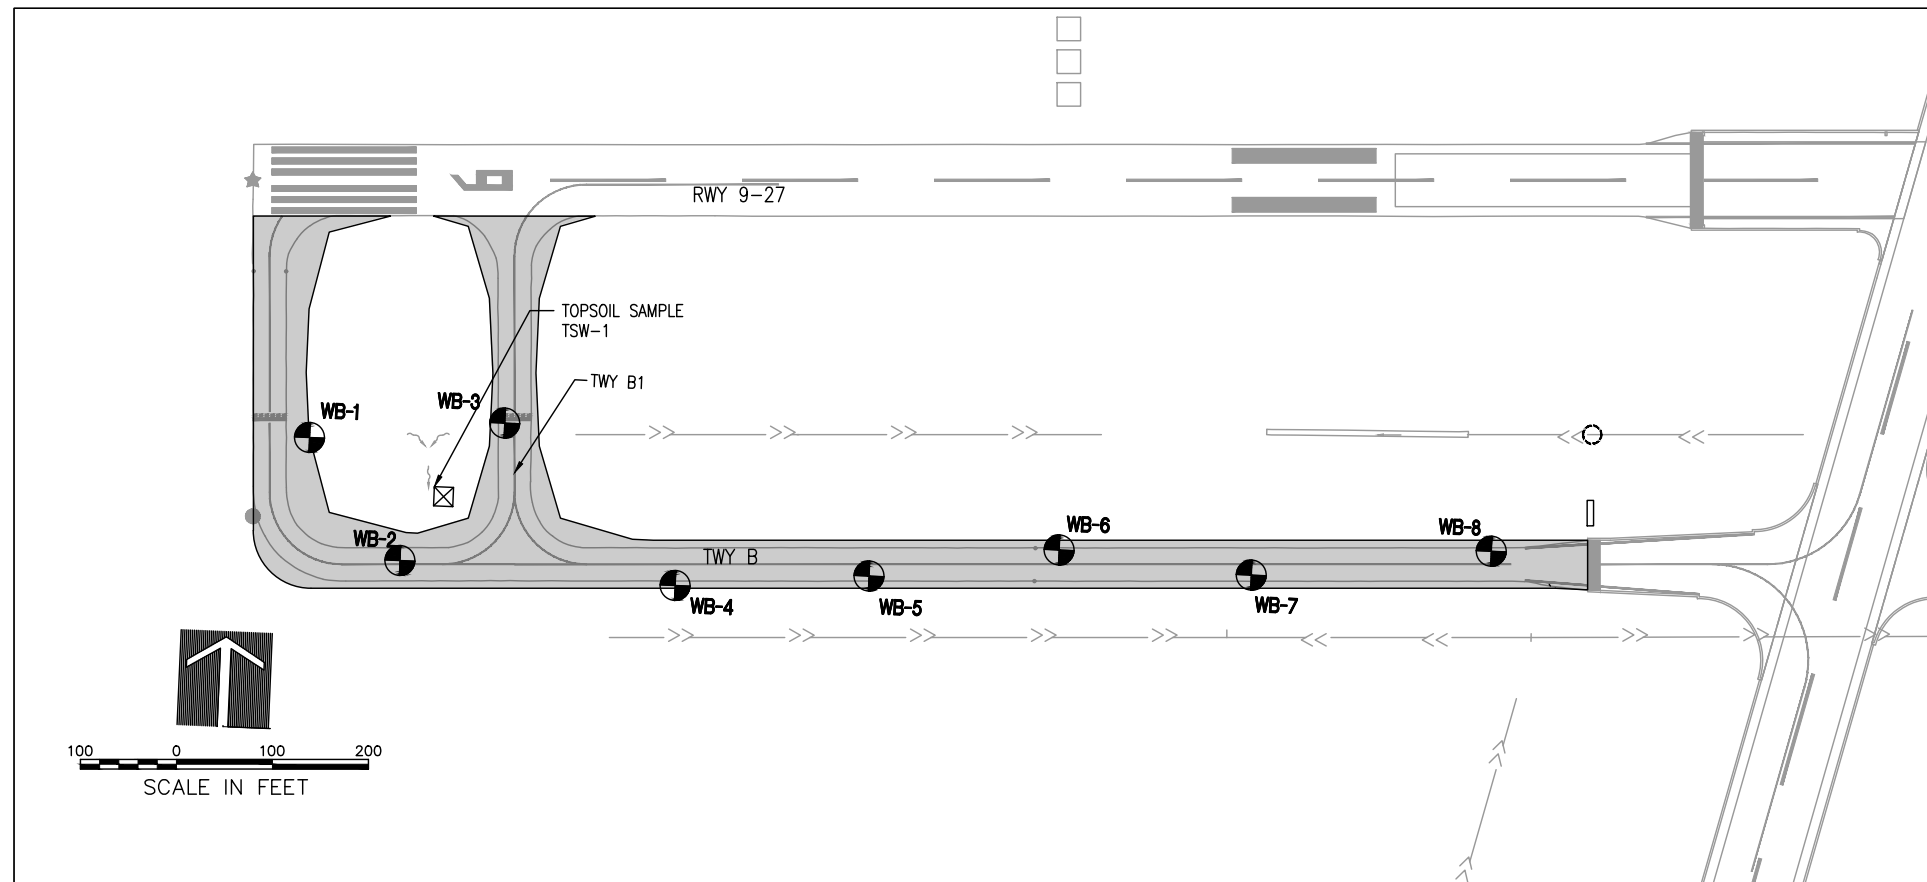 9
RWY 9-27
TOPSOIL SAMPLE
TSW-1
TWY B1
WB-1
WB-3
WB-2
WB-6
WB-8
TWY B
WB-4
WB-5
WB-7
100 0 100 200
SCALE IN FEET